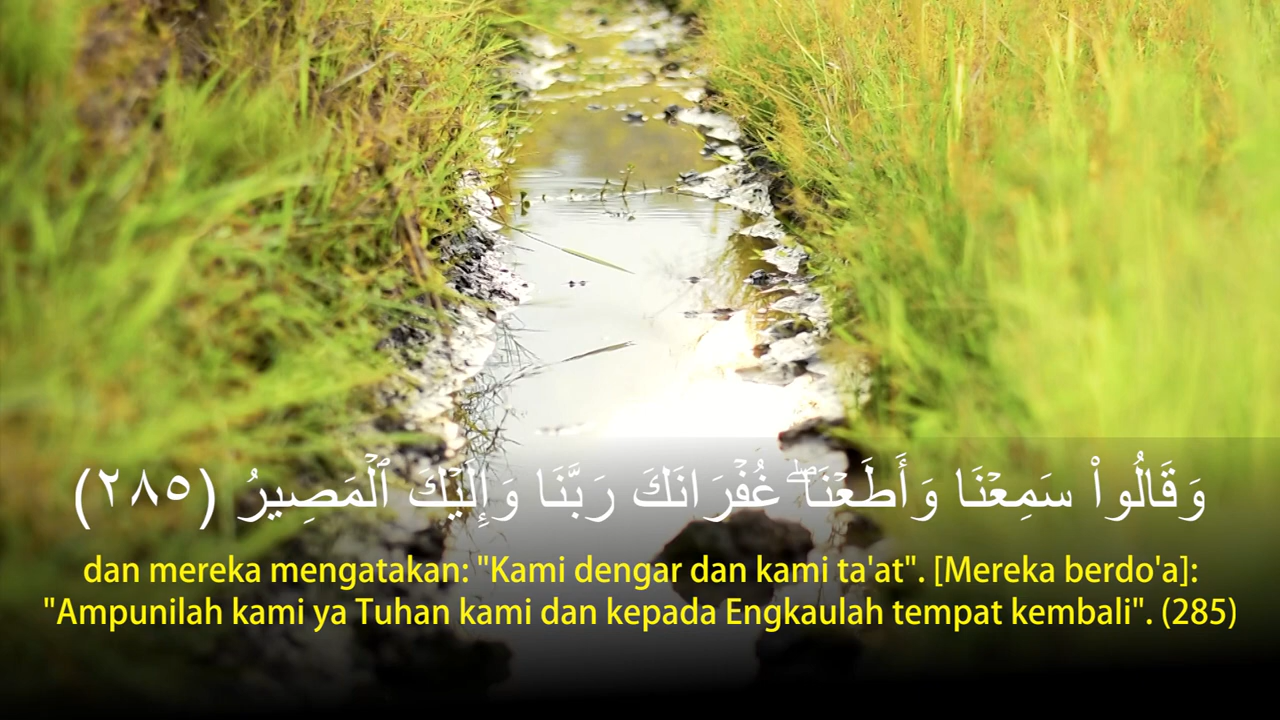 وَقَالُوا۟ سَمِعْنَا وَأَطَعْنَا ۖ غُفْرَانَكَ رَبَّنَا وَإِلَيْكَ ٱلْمَصِيرُ (٢٨٥)
dan mereka mengatakan: "Kami dengar dan kami ta'at". [Mereka berdo'a]:
"Ampunilah kami ya Tuhan kami dan kepada Engkaulah tempat kembali". (285)